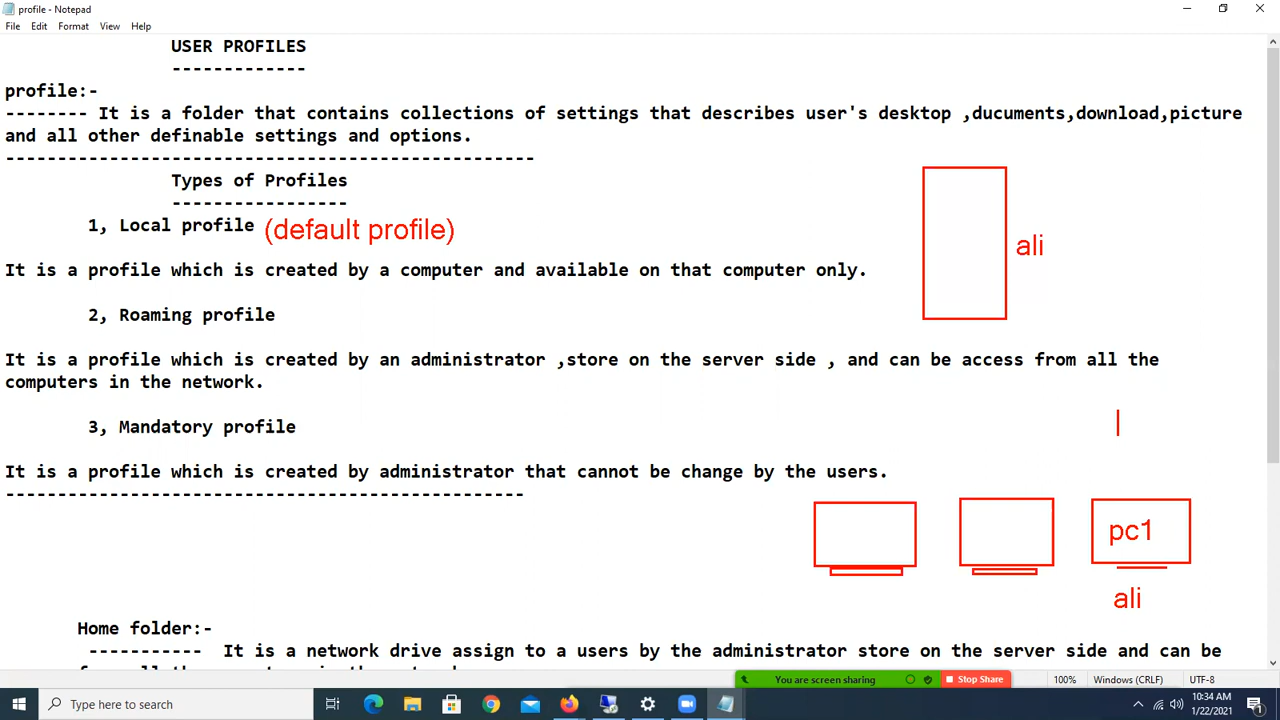 profile - Notepad
File Edit Format View Help
USER PROFILES
-------------
profile:-
-------- It is a folder that contains collections of settings that describes user's desktop ,ducuments,download,picture
and all other definable settings and options.
---------------------------------------------------
Types of Profiles
-----------------
1, Local profile (default profile)
ali
It is a profile which is created by a computer and available on that computer only.
2, Roaming profile
It is a profile which is created by an administrator ,store on the server side , and can be access from all the
computers in the network.
3, Mandatory profile
It is a profile which is created by administrator that cannot be change by the users.
--------------------------------------------------
pc1
ali
Home folder:-
----------- It is a network drive assign to a users by the administrator store on the server side and can be
You are screen sharing Stop Share 100% Windows (CRLF) UTF-8
Type here to search
10:34 AM
1/22/2021